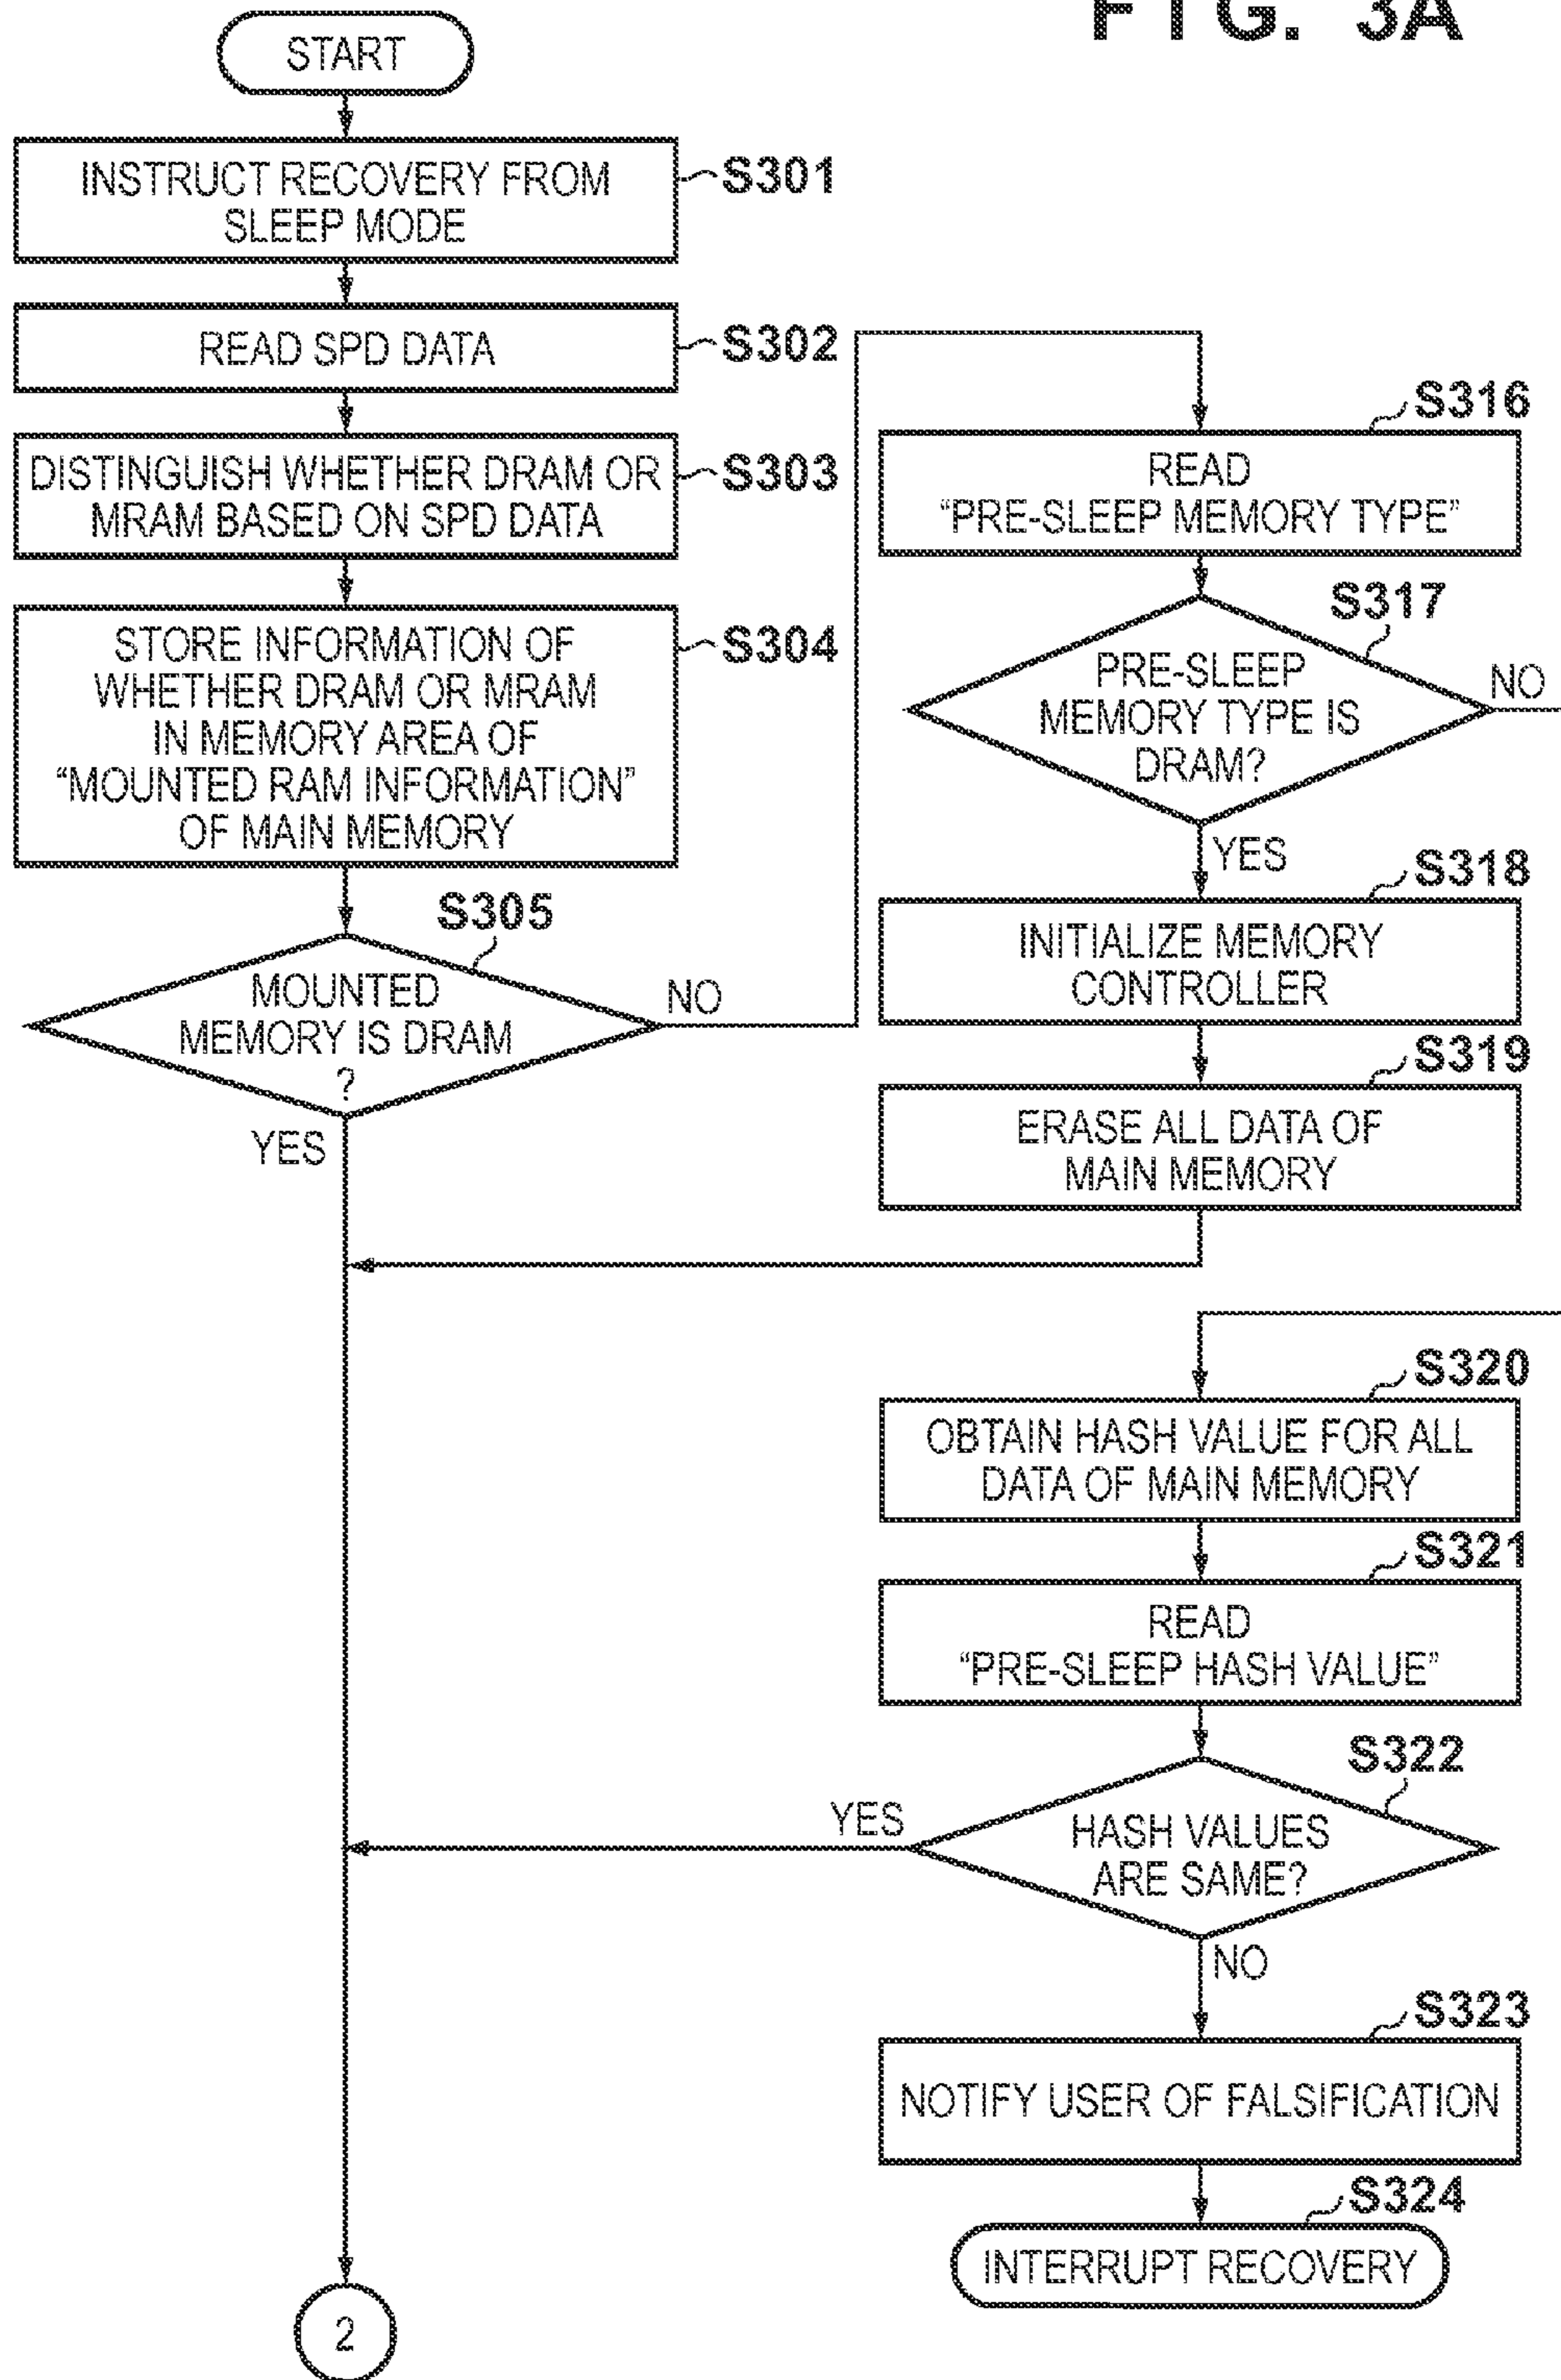 FIG. 3A
START
INSTRUCT RECOVERY FROM
SLEEP MODE
S301
READ SPD DATA
S302
DISTINGUISH WHETHER DRAM OR
MRAM BASED ON SPD DATA
S303
STORE INFORMATION OF
WHETHER DRAM OR MRAM
IN MEMORY AREA OF
“MOUNTED RAM INFORMATION”
OF MAIN MEMORY
S304
S305
MOUNTED
MEMORY IS DRAM
?
NO
YES
S316
READ
“PRE-SLEEP MEMORY TYPE”
S317
PRE-SLEEP
MEMORY TYPE IS
DRAM?
NO
YES
S318
INITIALIZE MEMORY
CONTROLLER
S319
ERASE ALL DATA OF
MAIN MEMORY
S320
OBTAIN HASH VALUE FOR ALL
DATA OF MAIN MEMORY
S321
READ
“PRE-SLEEP HASH VALUE”
S322
HASH VALUES
ARE SAME?
YES
NO
S323
NOTIFY USER OF FALSIFICATION
S324
INTERRUPT RECOVERY
2